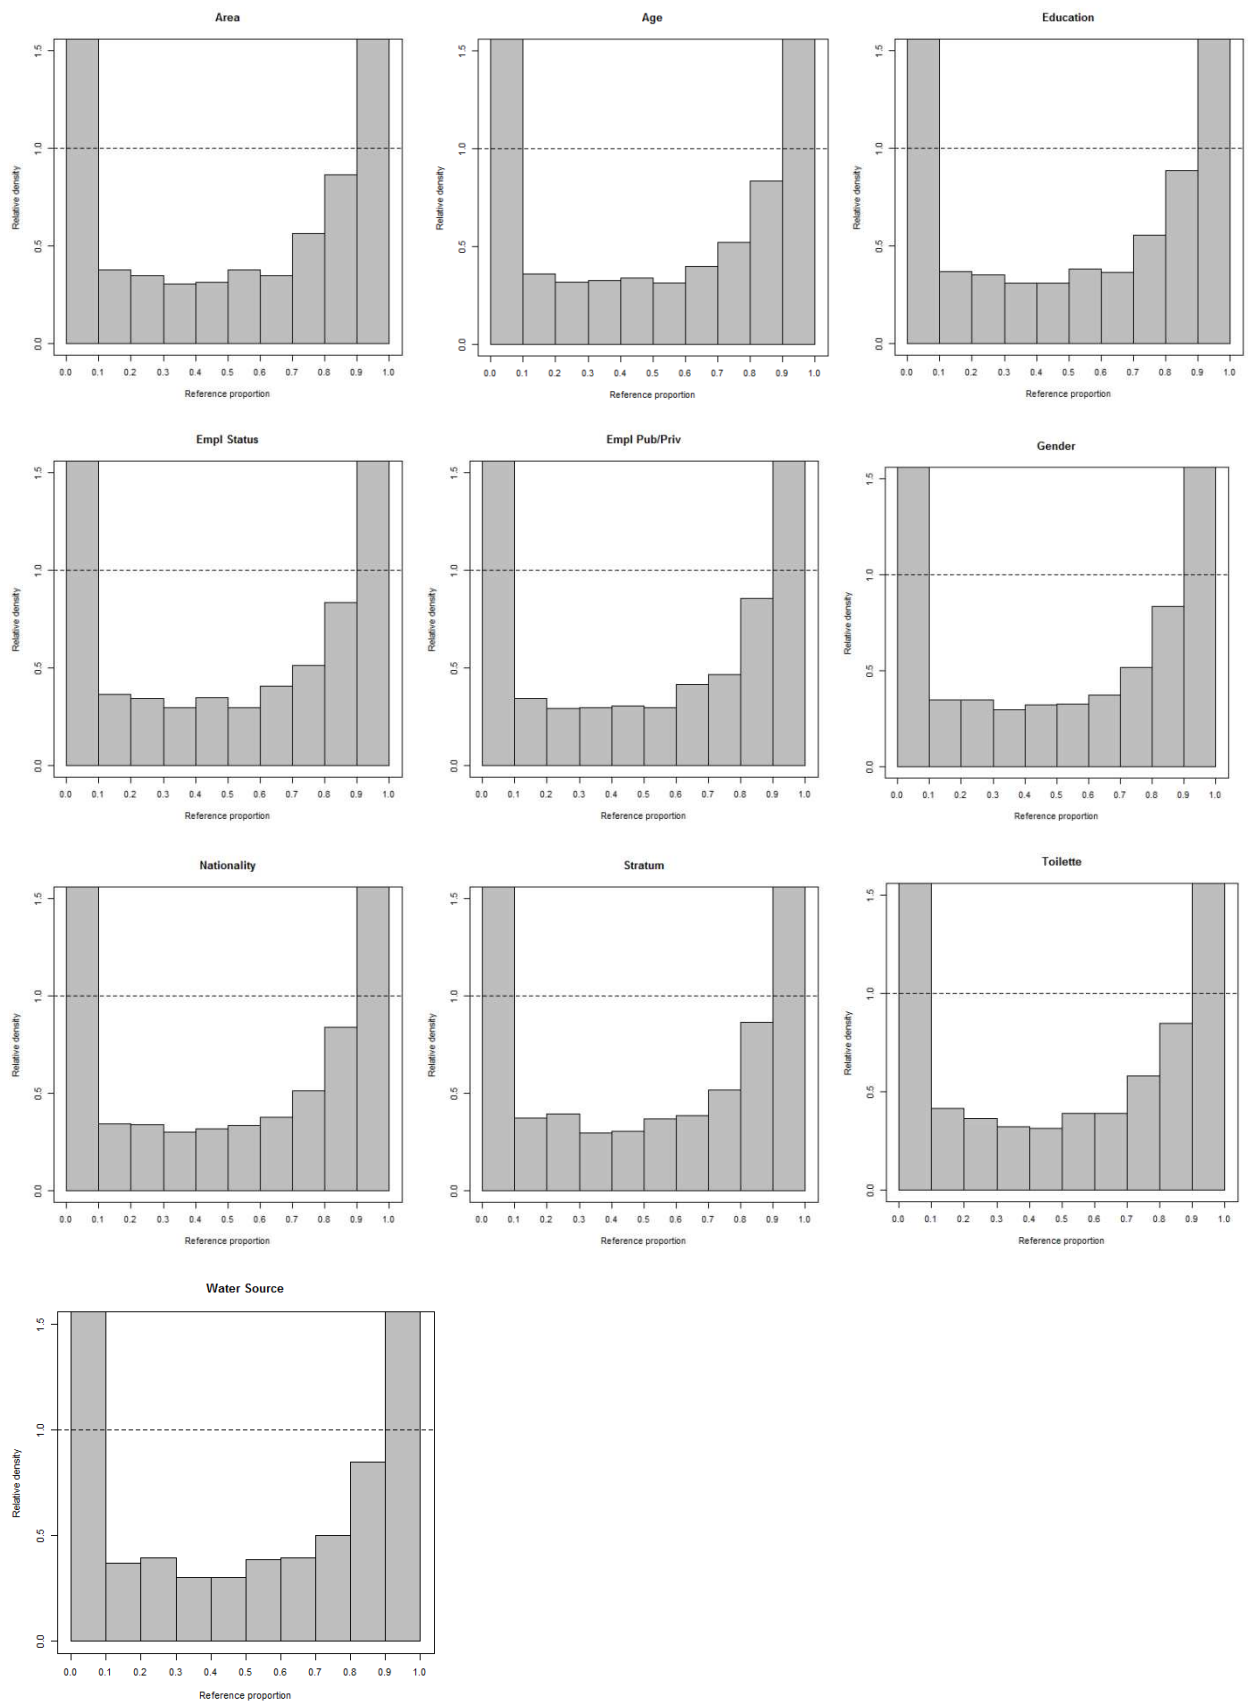 Area
Relative density
0.0 0.5 1.0 1.5
0.0 0.1 0.2 0.3 0.4 0.5 0.6 0.7 0.8 0.9 1.0
Reference proportion
Age
Relative density
0.0 0.5 1.0 1.5
0.0 0.1 0.2 0.3 0.4 0.5 0.6 0.7 0.8 0.9 1.0
Reference proportion
Education
Relative density
0.0 0.5 1.0 1.5
0.0 0.1 0.2 0.3 0.4 0.5 0.6 0.7 0.8 0.9 1.0
Reference proportion
Empl Status
Relative density
0.0 0.5 1.0 1.5
0.0 0.1 0.2 0.3 0.4 0.5 0.6 0.7 0.8 0.9 1.0
Reference proportion
Empl Pub/Priv
Relative density
0.0 0.5 1.0 1.5
0.0 0.1 0.2 0.3 0.4 0.5 0.6 0.7 0.8 0.9 1.0
Reference proportion
Gender
Relative density
0.0 0.5 1.0 1.5
0.0 0.1 0.2 0.3 0.4 0.5 0.6 0.7 0.8 0.9 1.0
Reference proportion
Nationality
Relative density
0.0 0.5 1.0 1.5
0.0 0.1 0.2 0.3 0.4 0.5 0.6 0.7 0.8 0.9 1.0
Reference proportion
Stratum
Relative density
0.0 0.5 1.0 1.5
0.0 0.1 0.2 0.3 0.4 0.5 0.6 0.7 0.8 0.9 1.0
Reference proportion
Toilette
Relative density
0.0 0.5 1.0 1.5
0.0 0.1 0.2 0.3 0.4 0.5 0.6 0.7 0.8 0.9 1.0
Reference proportion
Water Source
Relative density
0.0 0.5 1.0 1.5
0.0 0.1 0.2 0.3 0.4 0.5 0.6 0.7 0.8 0.9 1.0
Reference proportion